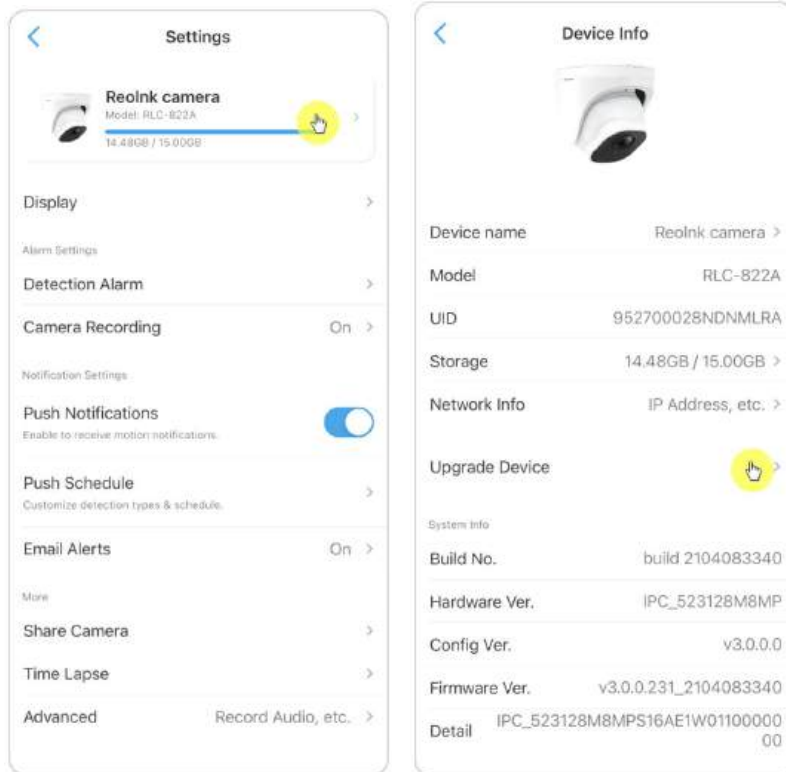 Settings
Reolnk camera
Model: RLC-822A
14.48GB / 15.00GB
Display
Alarm Settings
Detection Alarm
Camera Recording On
Notification Settings
Push Notifications
Enable to receive motion notifications.
Push Schedule
Customize detection types & schedule.
Email Alerts On
More
Share Camera
Time Lapse
Advanced Record Audio, etc.
Device Info
Device name Reolnk camera
Model RLC-822A
UID 952700028NDNMLRA
Storage 14.48GB / 15.00GB
Network Info IP Address, etc.
Upgrade Device
System Info
Build No. build 2104083340
Hardware Ver. IPC_523128M8MP
Config Ver. v3.0.0.0
Firmware Ver. v3.0.0.231_2104083340
Detail IPC_523128M8MPS16AE1W01100000
00